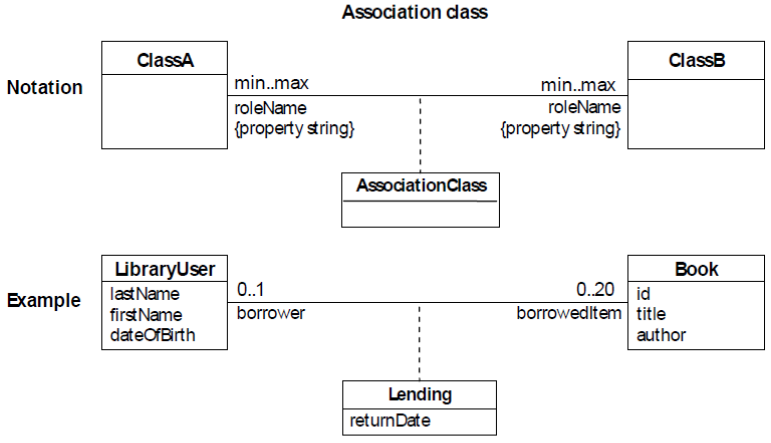 Association class
Notation
ClassA
ClassB
min..max
min..max
roleName
roleName
{property string}
{property string}
AssociationClass
Example
LibraryUser
lastName
firstName
dateOfBirth
0..1
borrower
0..20
borrowedItem
Book
id
title
author
Lending
returnDate